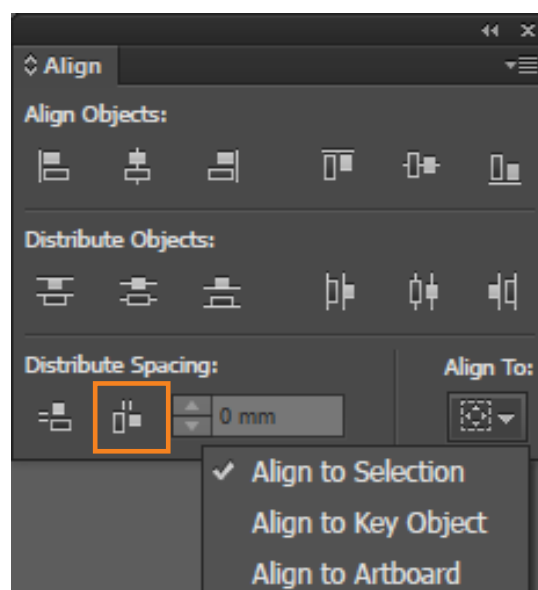 Align
Align Objects:
Distribute Objects:
Distribute Spacing:
Align To:
0 mm
Align to Selection
Align to Key Object
Align to Artboard